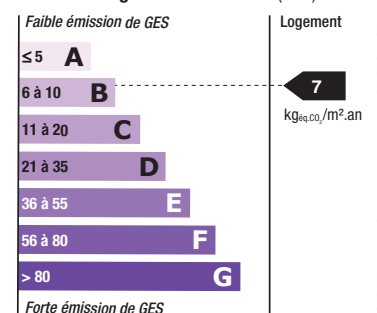 Faible émission de GES
Logement
≤ 5 A
6 à 10 B
7
kgéq.CO₂/m².an
11 à 20 C
21 à 35 D
36 à 55 E
56 à 80 F
> 80 G
Forte émission de GES